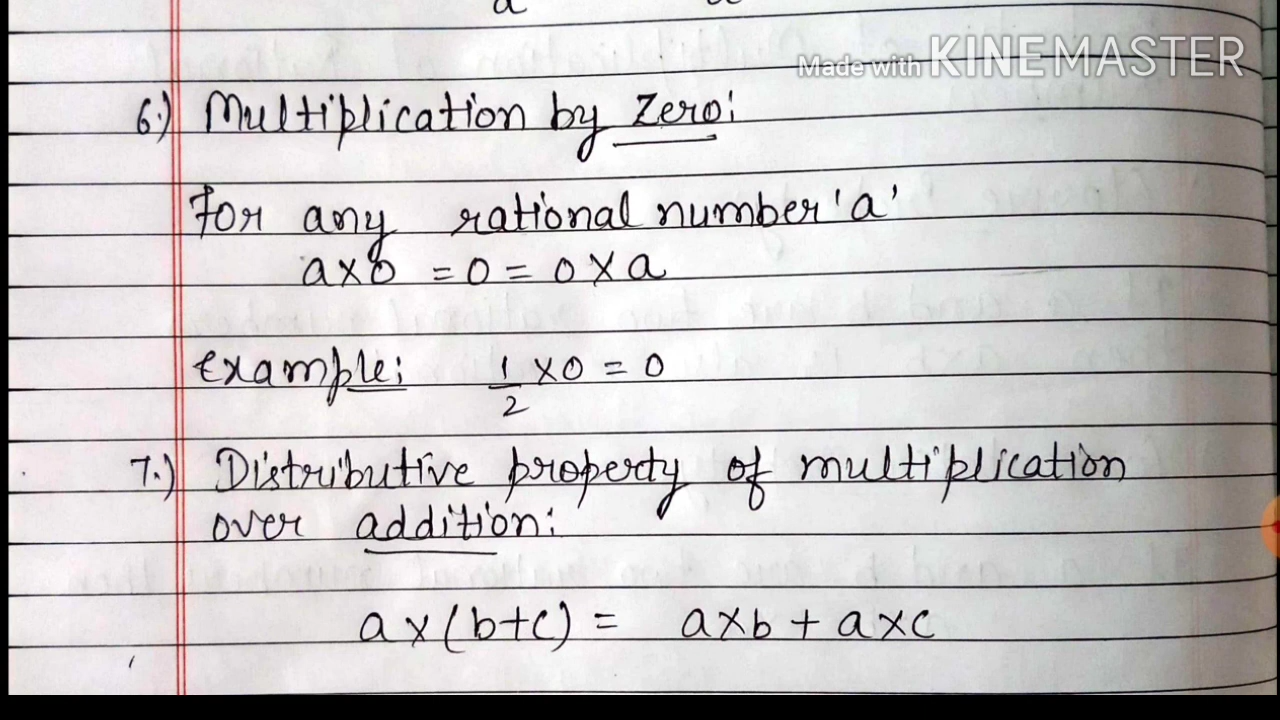 Made with KINEMASTER
6.) Multiplication by Zero:
For any rational number 'a'
a×0 = 0 = 0×a
Example: 1/2 ×0 = 0
7.) Distributive property of multiplication
over addition:
a×(b+c) = a×b + a×c